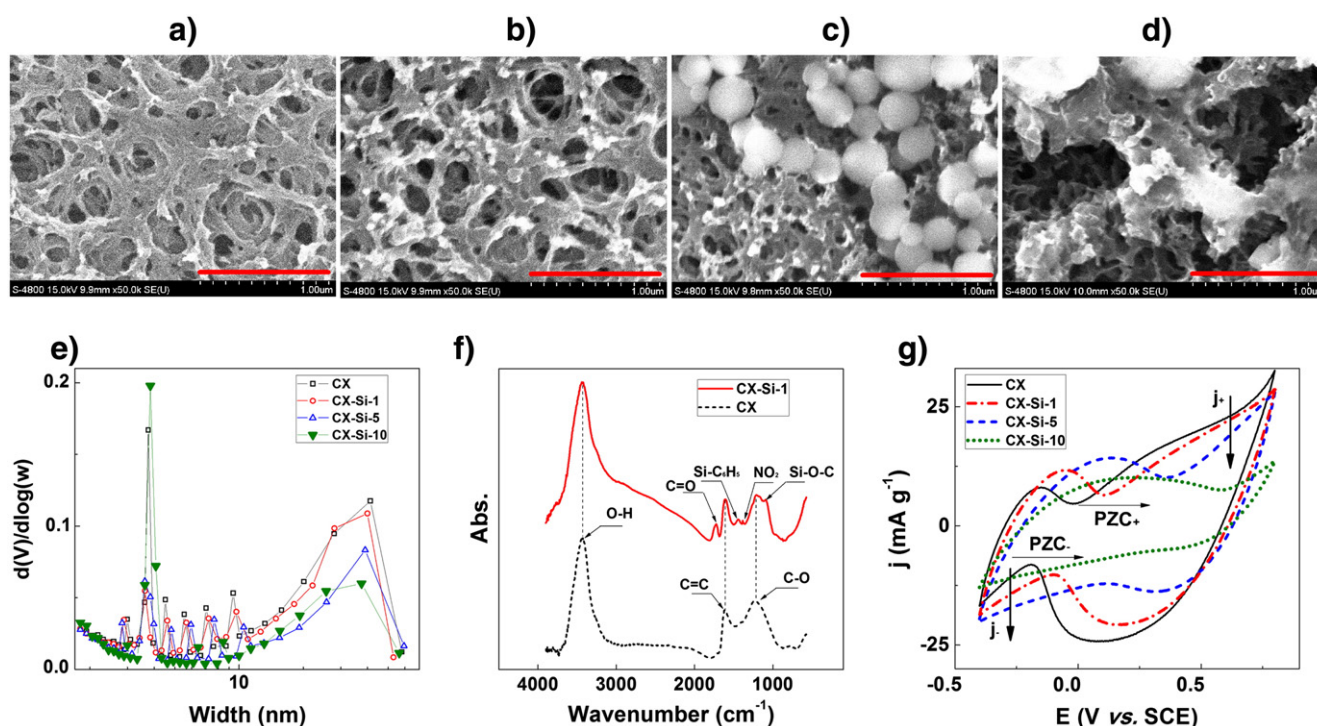 a)
b)
c)
d)
S-4800 15.0kV 9.9mm x50.0k SE(U)
1.00um
S-4800 15.0kV 9.9mm x50.0k SE(U)
1.00um
S-4800 15.0kV 9.8mm x50.0k SE(U)
1.00um
S-4800 15.0kV 10.0mm x50.0k SE(U)
1.00u
e)
0.2
0.1
0.0
d(V)/dlog(w)
CX
CX-Si-1
CX-Si-5
CX-Si-10
10
Width (nm)
f)
Abs.
CX-Si-1
CX
O-H
C=O
Si-C₆H₅
NO₂
Si-O-C
C=C
C-O
4000 3000 2000 1000
Wavenumber (cm⁻¹)
g)
25
0
-25
j (mA g⁻¹)
CX
CX-Si-1
CX-Si-5
CX-Si-10
j₊
PZC₊
PZC₋
j₋
-0.5 0.0 0.5
E (V vs. SCE)